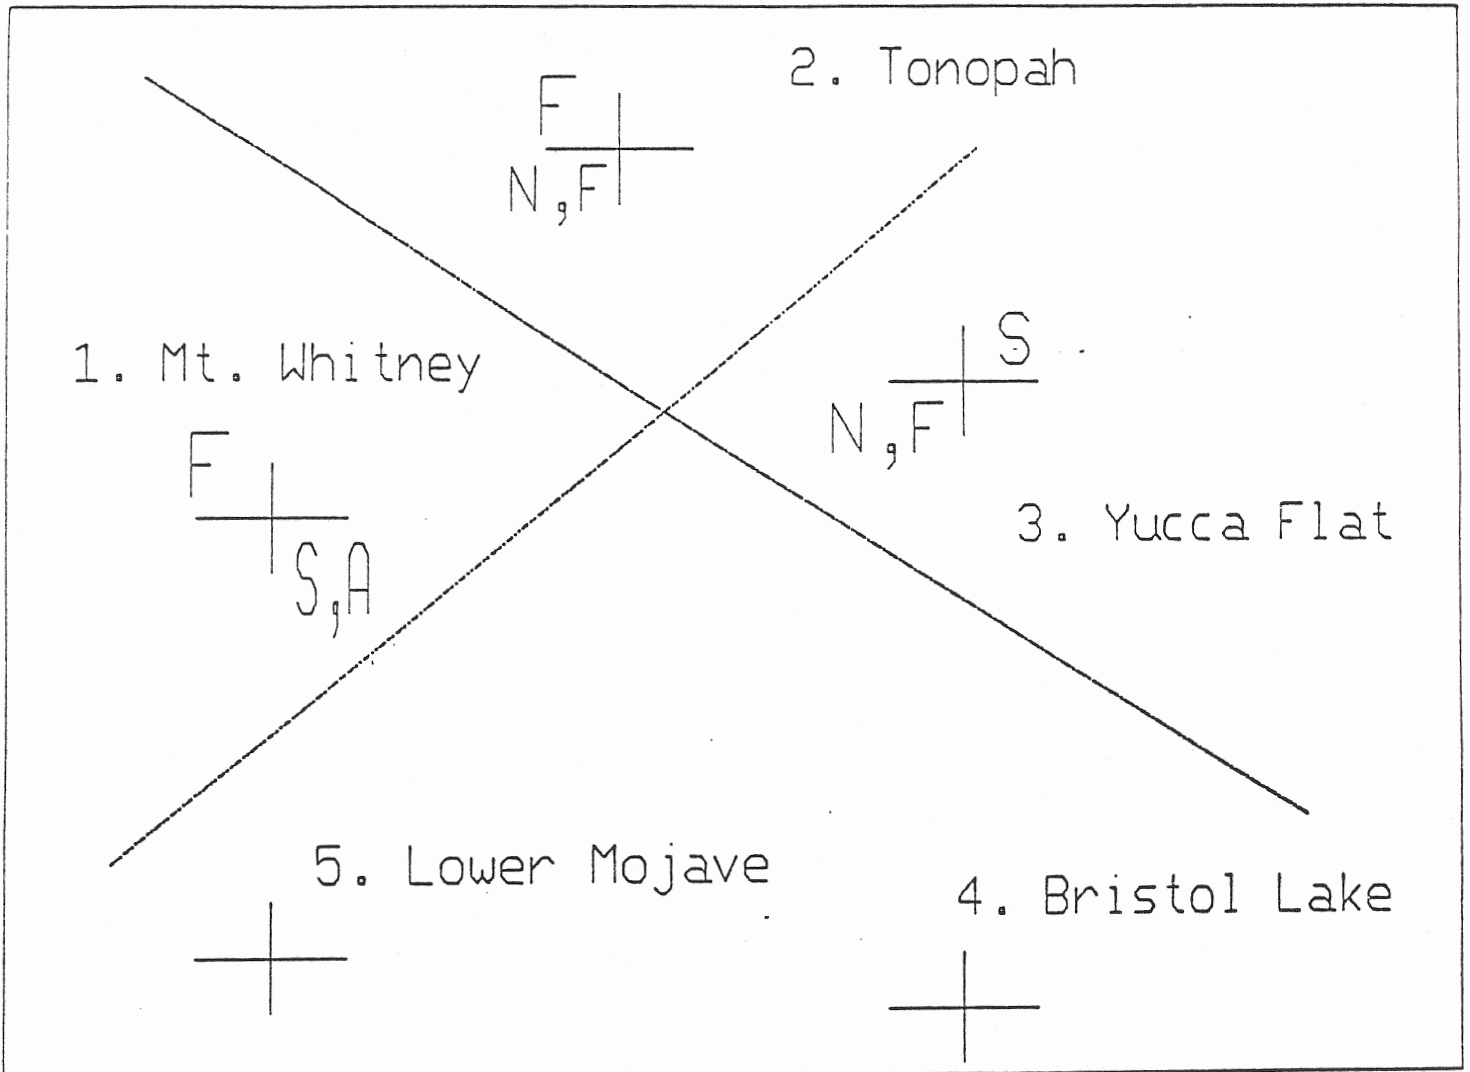 2. Tonopah
F
N,F
1. Mt. Whitney
S
N,F
F
3. Yucca Flat
S,A
5. Lower Mojave
4. Bristol Lake